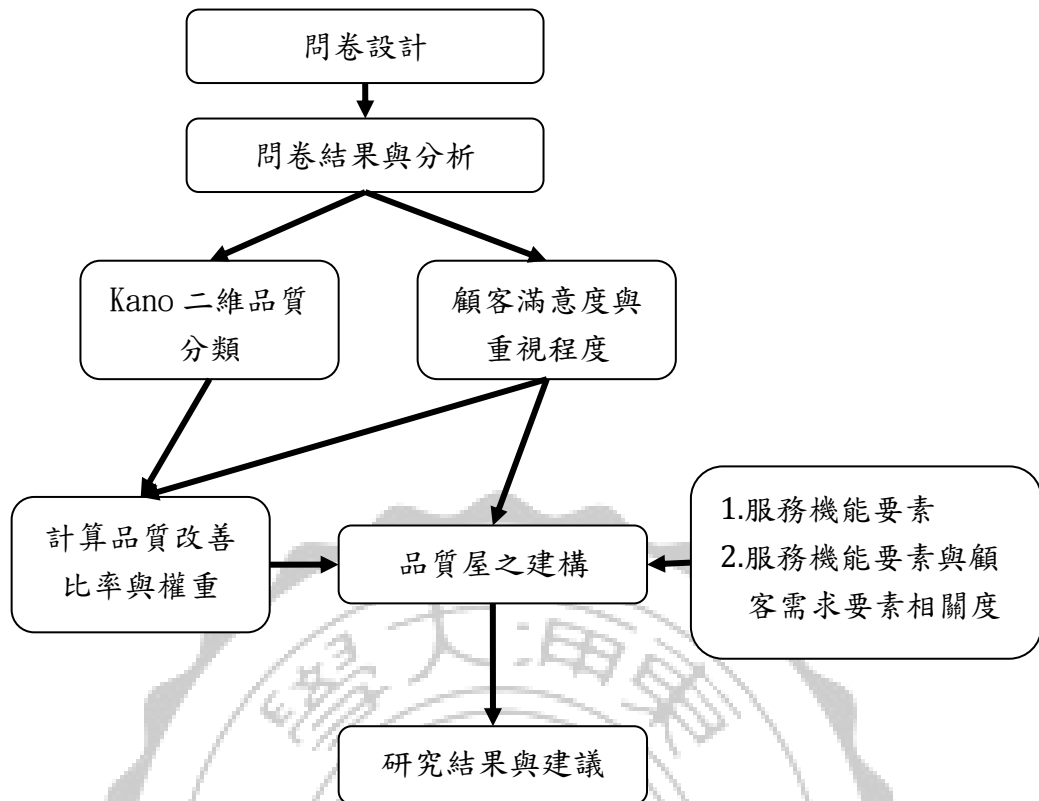 問卷設計
問卷結果與分析
Kano 二維品質
分類
顧客滿意度與
重視程度
計算品質改善
比率與權重
品質屋之建構
1.服務機能要素
2.服務機能要素與顧
客需求要素相關度
學大海東
研究結果與建議